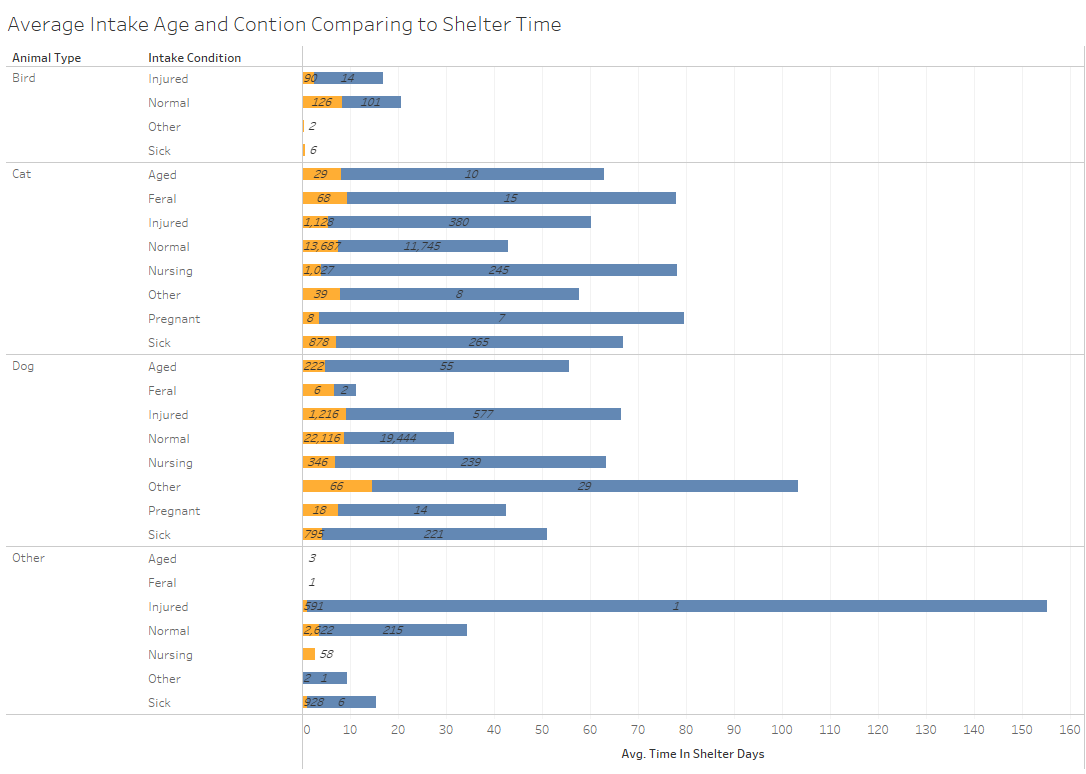 Average Intake Age and Contion Comparing to Shelter Time
Animal Type Intake Condition
Bird Injured 90 14
Normal 126 101
Other 2
Sick 6
Cat Aged 29 10
Feral 68 15
Injured 1,128 380
Normal 13,687 11,745
Nursing 1,027 245
Other 39 8
Pregnant 8 7
Sick 878 265
Dog Aged 222 55
Feral 6 2
Injured 1,216 577
Normal 22,116 19,444
Nursing 346 239
Other 66 29
Pregnant 18 14
Sick 795 221
Other Aged 3
Feral 1
Injured 591 1
Normal 2,622 215
Nursing 58
Other 2 1
Sick 928 6
0 10 20 30 40 50 60 70 80 90 100 110 120 130 140 150 160
Avg. Time In Shelter Days